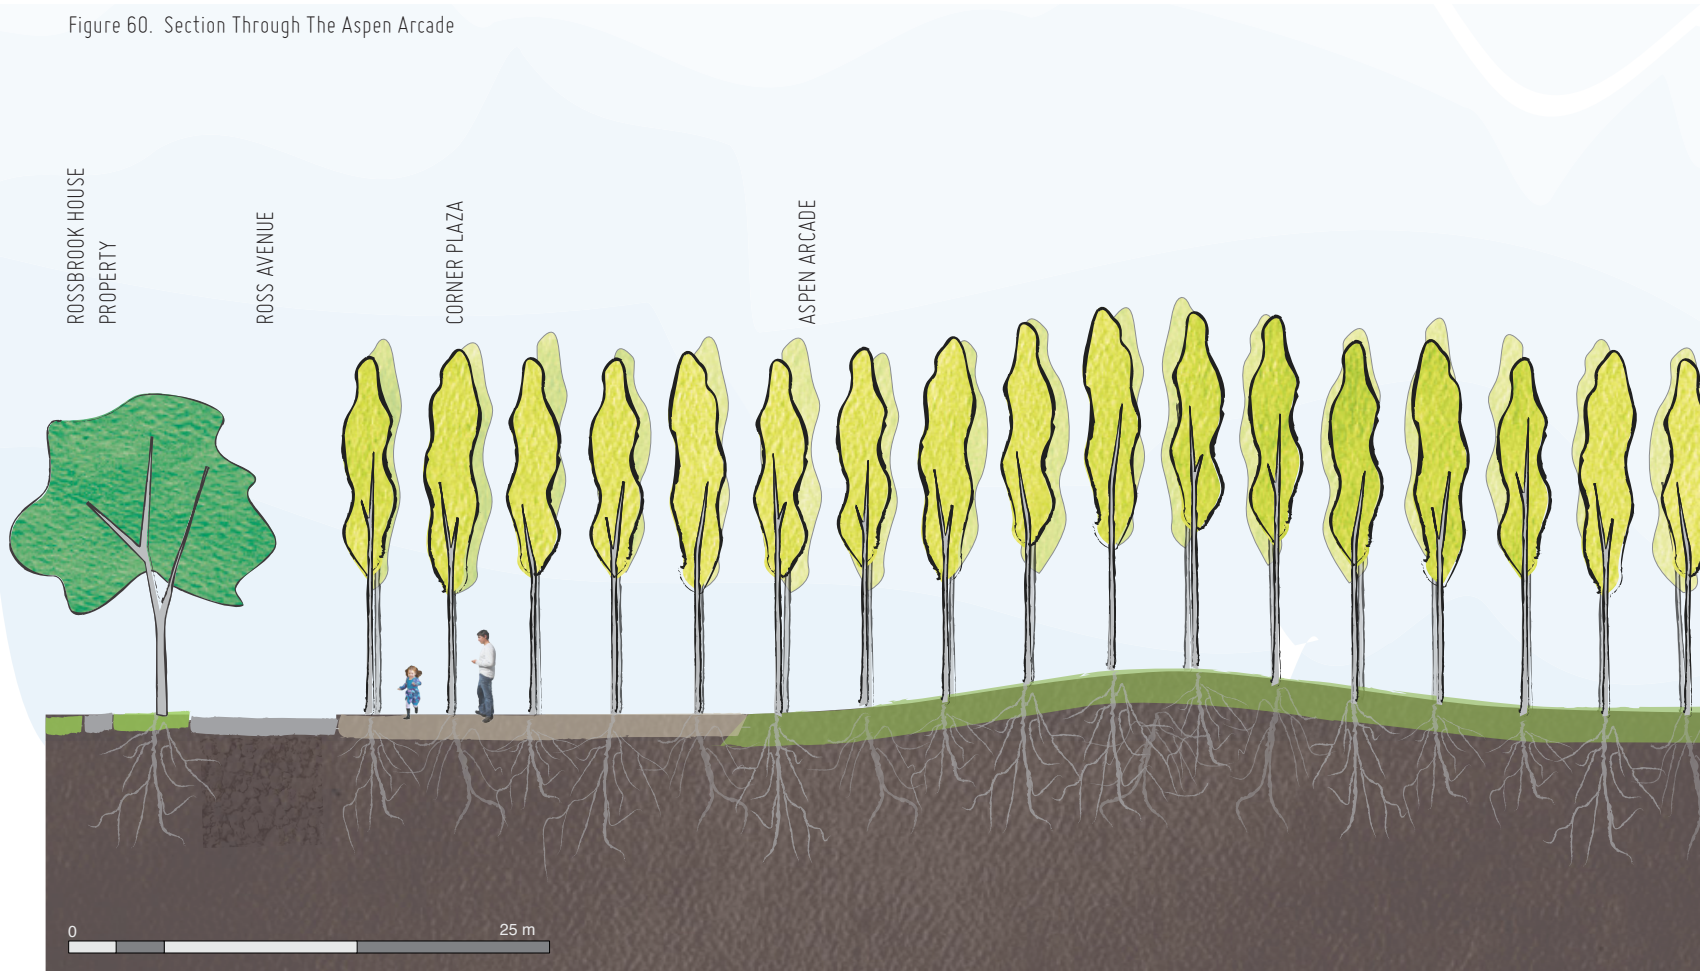 Figure 60. Section Through The Aspen Arcade
ROSSBROOK HOUSE
PROPERTY
ROSS AVENUE
CORNER PLAZA
ASPEN ARCADE
0
25 m